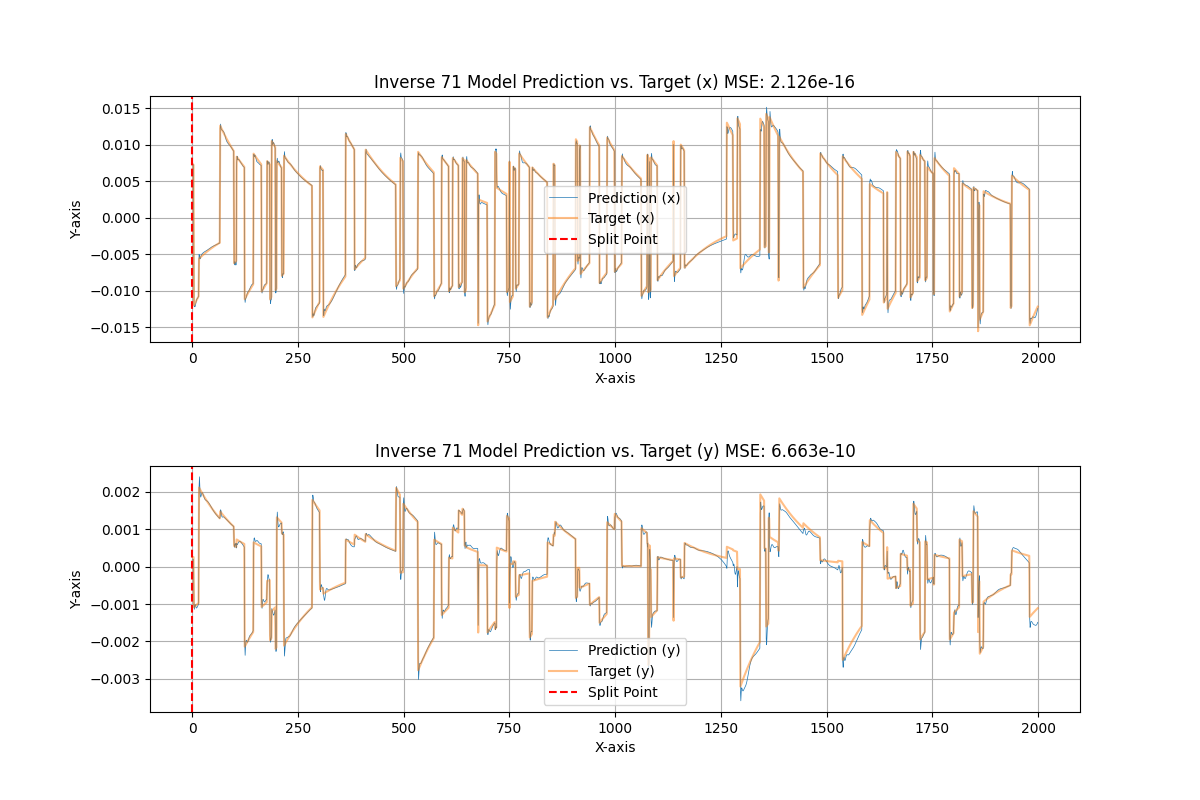 Inverse 71 Model Prediction vs. Target (x) MSE: 2.126e-16
Y-axis
0.015
0.010
0.005
0.000
−0.005
−0.010
−0.015
Prediction (x)
Target (x)
Split Point
0 250 500 750 1000 1250 1500 1750 2000
X-axis
Inverse 71 Model Prediction vs. Target (y) MSE: 6.663e-10
Y-axis
0.002
0.001
0.000
−0.001
−0.002
−0.003
Prediction (y)
Target (y)
Split Point
0 250 500 750 1000 1250 1500 1750 2000
X-axis